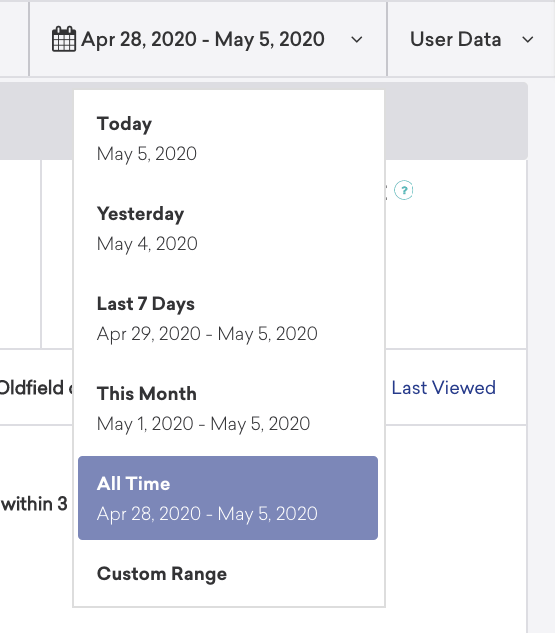 Apr 28, 2020 - May 5, 2020
User Data
Today
May 5, 2020
?
Yesterday
May 4, 2020
Last 7 Days
Apr 29, 2020 - May 5, 2020
Oldfield
This Month
Last Viewed
May 1, 2020 - May 5, 2020
All Time
within 3
Apr 28, 2020 - May 5, 2020
Custom Range